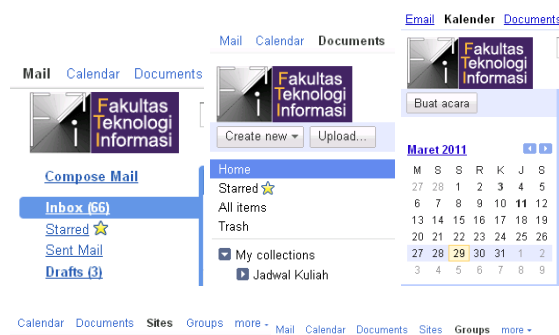 Mail Calendar Documents
Fakultas
Teknologi
Informasi
Compose Mail
Inbox (66)
Starred
Sent Mail
Drafts (3)
Mail Calendar Documents
Fakultas
Teknologi
Informasi
Create new Upload...
Home
Starred
All items
Trash
My collections
Jadwal Kuliah
Email Kalender Documents
Fakultas
Teknologi
Informasi
Buat acara
Maret 2011
M S S R K J S
27 28 1 2 3 4 5
6 7 8 9 10 11 12
13 14 15 16 17 18 19
20 21 22 23 24 25 26
27 28 29 30 31 1 2
3 4 5 6 7 8 9
Calendar Documents Sites Groups more
Mail Calendar Documents Sites Groups more